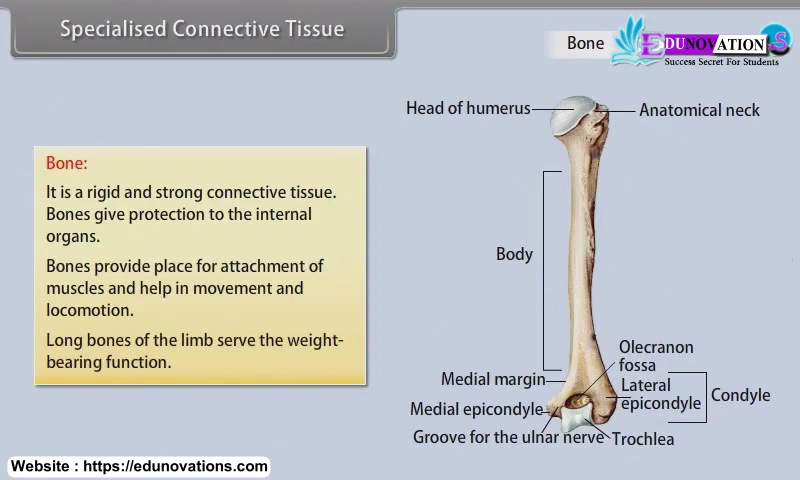 Specialised Connective Tissue
Bone
EDUNOVATION S
Success Secret For Students
Bone:
It is a rigid and strong connective tissue.
Bones give protection to the internal
organs.
Bones provide place for attachment of
muscles and help in movement and
locomotion.
Long bones of the limb serve the weight-
bearing function.
Head of humerus
Anatomical neck
Body
Olecranon
fossa
Medial margin
Lateral
epicondyle
Condyle
Medial epicondyle
Groove for the ulnar nerve
Trochlea
Website : https://edunovations.com